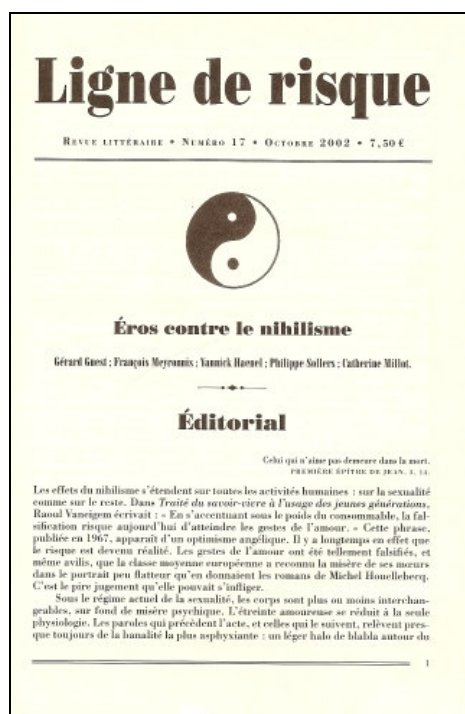 Ligne de risque
REVUE LITTÉRAIRE • NUMÉRO 17 • OCTOBRE 2002 • 7,50 €
Éros contre le nihilisme
Gérard Guest ; François Meyronnis ; Yannick Haenel ; Philippe Sollers ; Catherine Millot.
Éditorial
Celui qui n'aime pas demeure dans la mort.
PREMIÈRE ÉPÎTRE DE JEAN, 3, 14.
Les effets du nihilisme s'étendent sur toutes les activités humaines : sur la sexualité
comme sur le reste. Dans Traité du savoir-vivre à l'usage des jeunes générations,
Raoul Vaneigem écrivait : « En s'accentuant sous le poids du consommable, la fal-
sification risque aujourd'hui d'atteindre les gestes de l'amour. » Cette phrase,
publiée en 1967, apparaît d'un optimisme angélique. Il y a longtemps en effet que
le risque est devenu réalité. Les gestes de l'amour ont été tellement falsifiés, et
même avilis, que la classe moyenne européenne a reconnu la misère de ses mœurs
dans le portrait peu flatteur qu'en donnaient les romans de Michel Houellebecq.
C'est le pire jugement qu'elle pouvait s'infliger.
Sous le régime actuel de la sexualité, les corps sont plus ou moins interchan-
geables, sur fond de misère psychique. L'étreinte amoureuse se réduit à la seule
physiologie. Les paroles qui précèdent l'acte, et celles qui le suivent, relèvent pres-
que toujours de la banalité la plus asphyxiante : un léger halo de blabla autour du
1